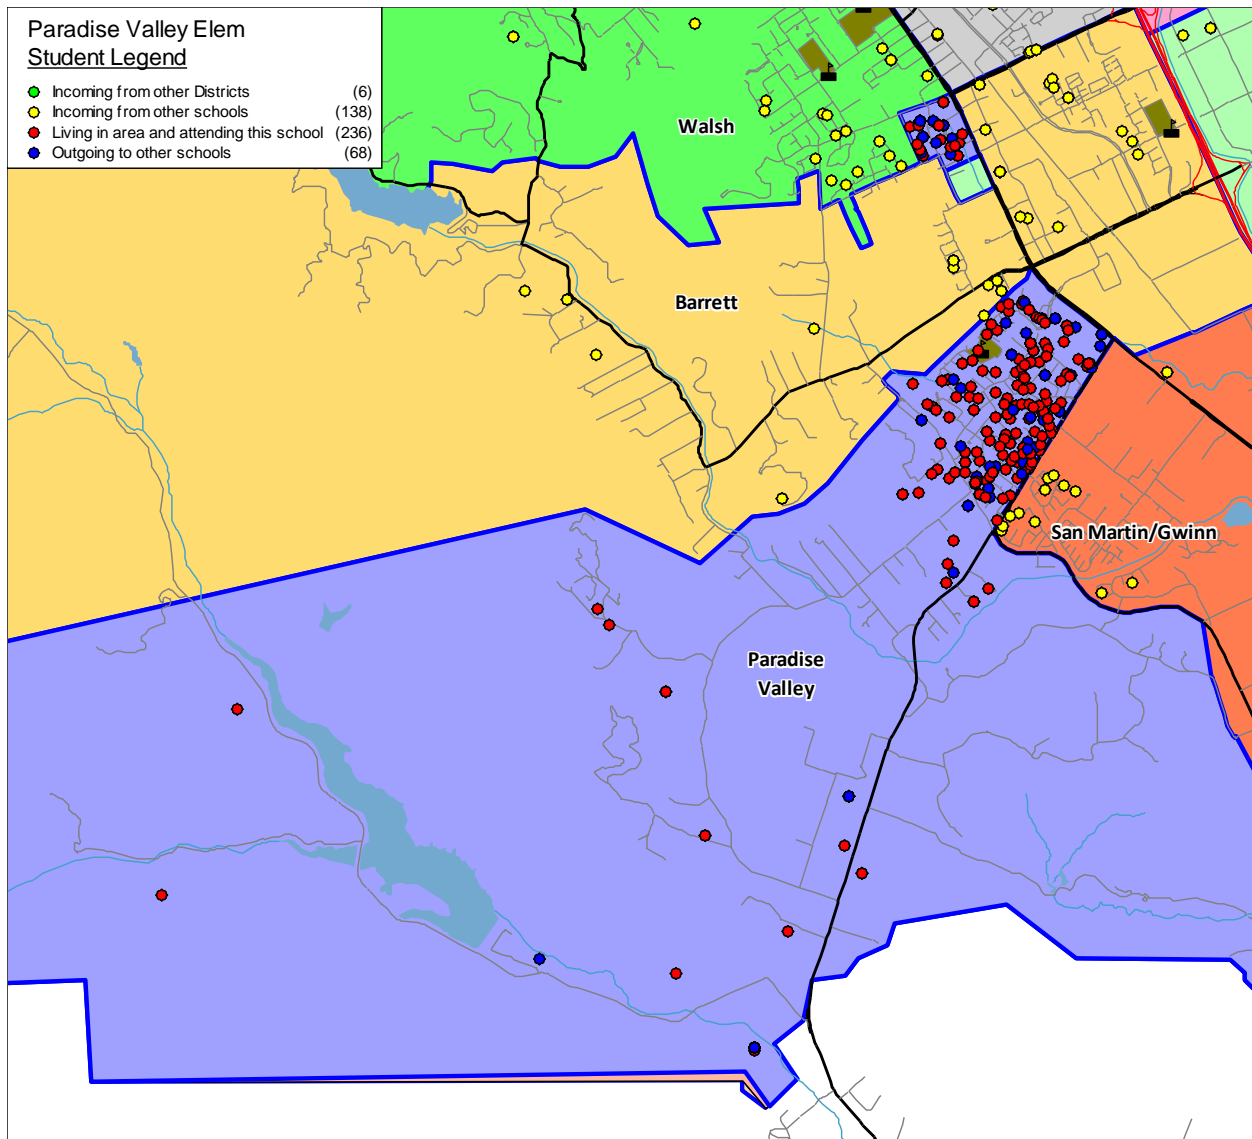 Paradise Valley Elem
Student Legend
Incoming from other Districts (6)
Incoming from other schools (138)
Living in area and attending this school (236)
Outgoing to other schools (68)
Walsh
Barrett
San Martin/Gwinn
Paradise
Valley